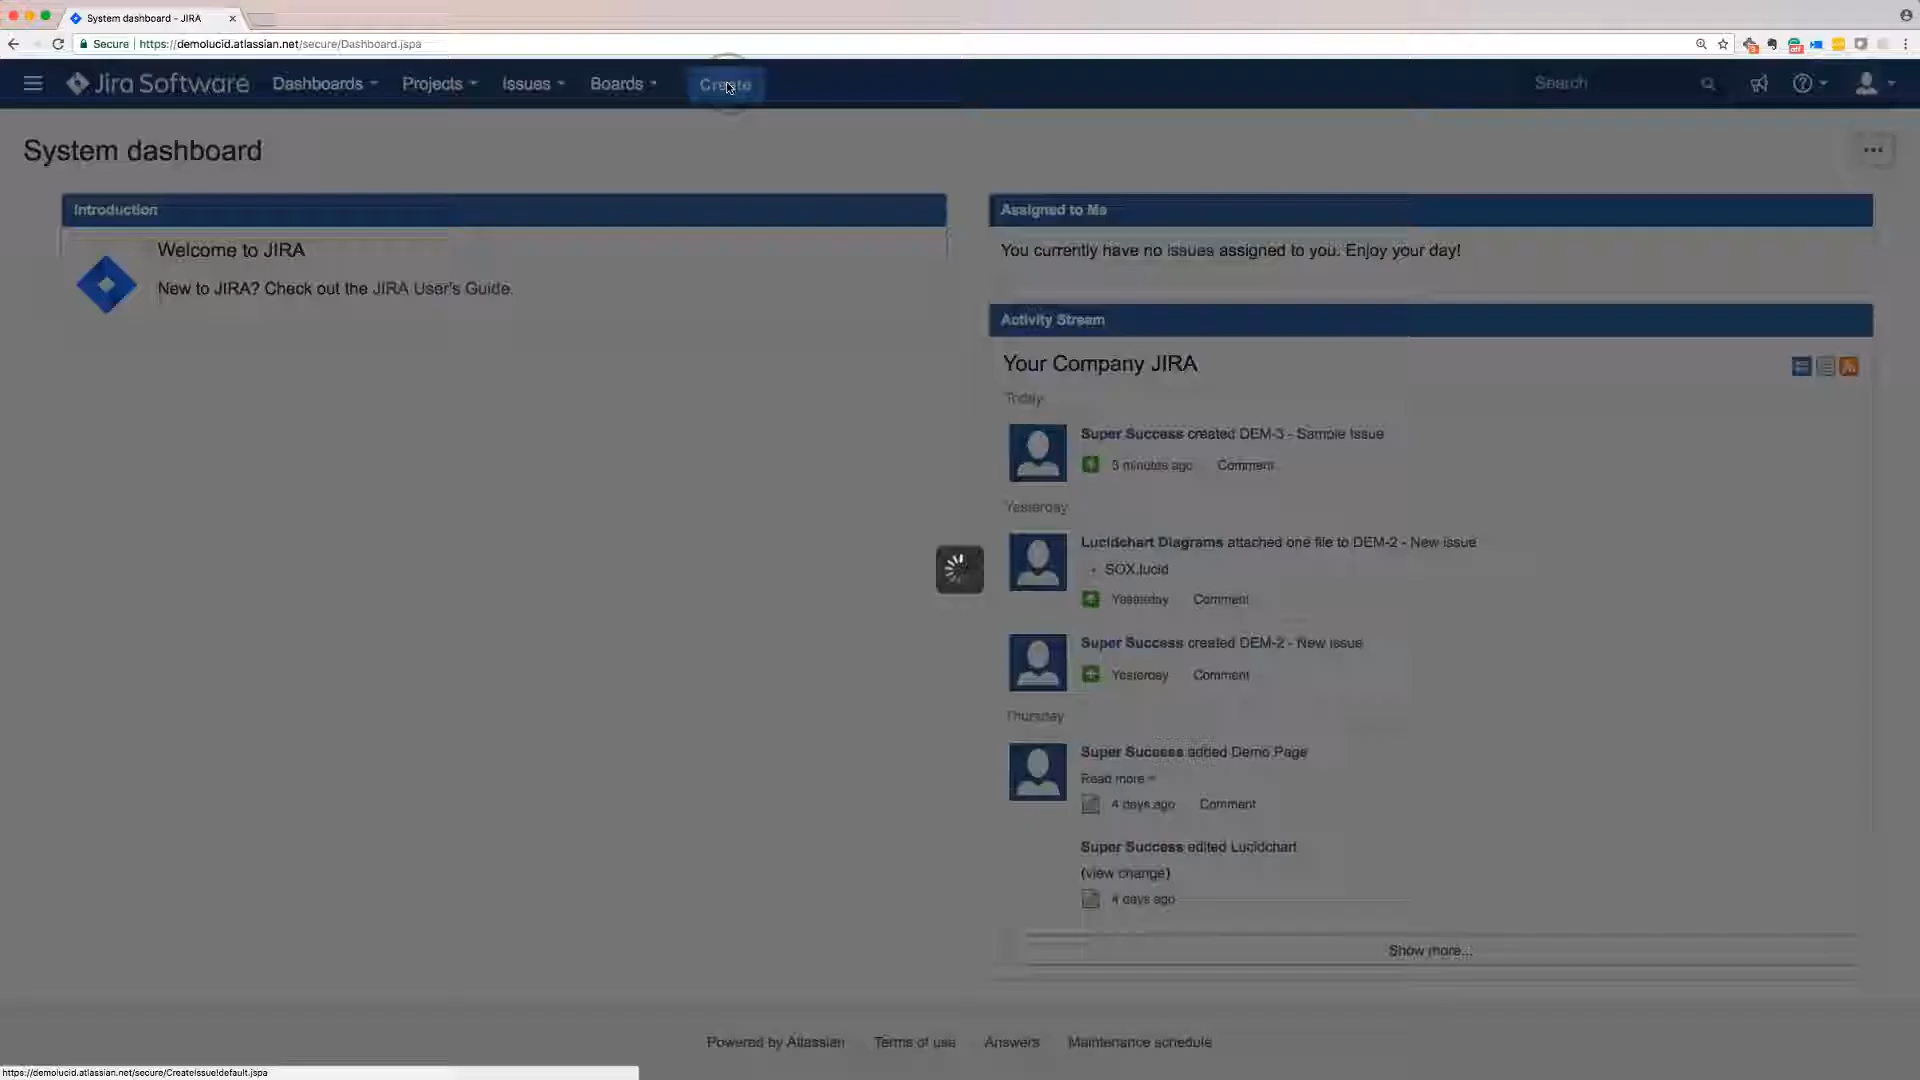 System dashboard - JIRA
Secure https://demolucid.atlassian.net/secure/Dashboard.jspa
Jira Software Dashboards Projects Issues Boards Create Search
System dashboard
Introduction
Welcome to JIRA
New to JIRA? Check out the JIRA User's Guide.
Assigned to Me
You currently have no issues assigned to you. Enjoy your day!
Activity Stream
Your Company JIRA
Today
Super Success created DEM-3 - Sample Issue
3 minutes ago Comment
Yesterday
Lucidchart Diagrams attached one file to DEM-2 - New issue
SOX.lucid
Yesterday Comment
Super Success created DEM-2 - New issue
Yesterday Comment
Thursday
Super Success added Demo Page
Read more
4 days ago Comment
Super Success edited Lucidchart
(view change)
4 days ago
Show more...
Powered by Atlassian Terms of use Answers Maintenance schedule
https://demolucid.atlassian.net/secure/CreateIssue!default.jspa